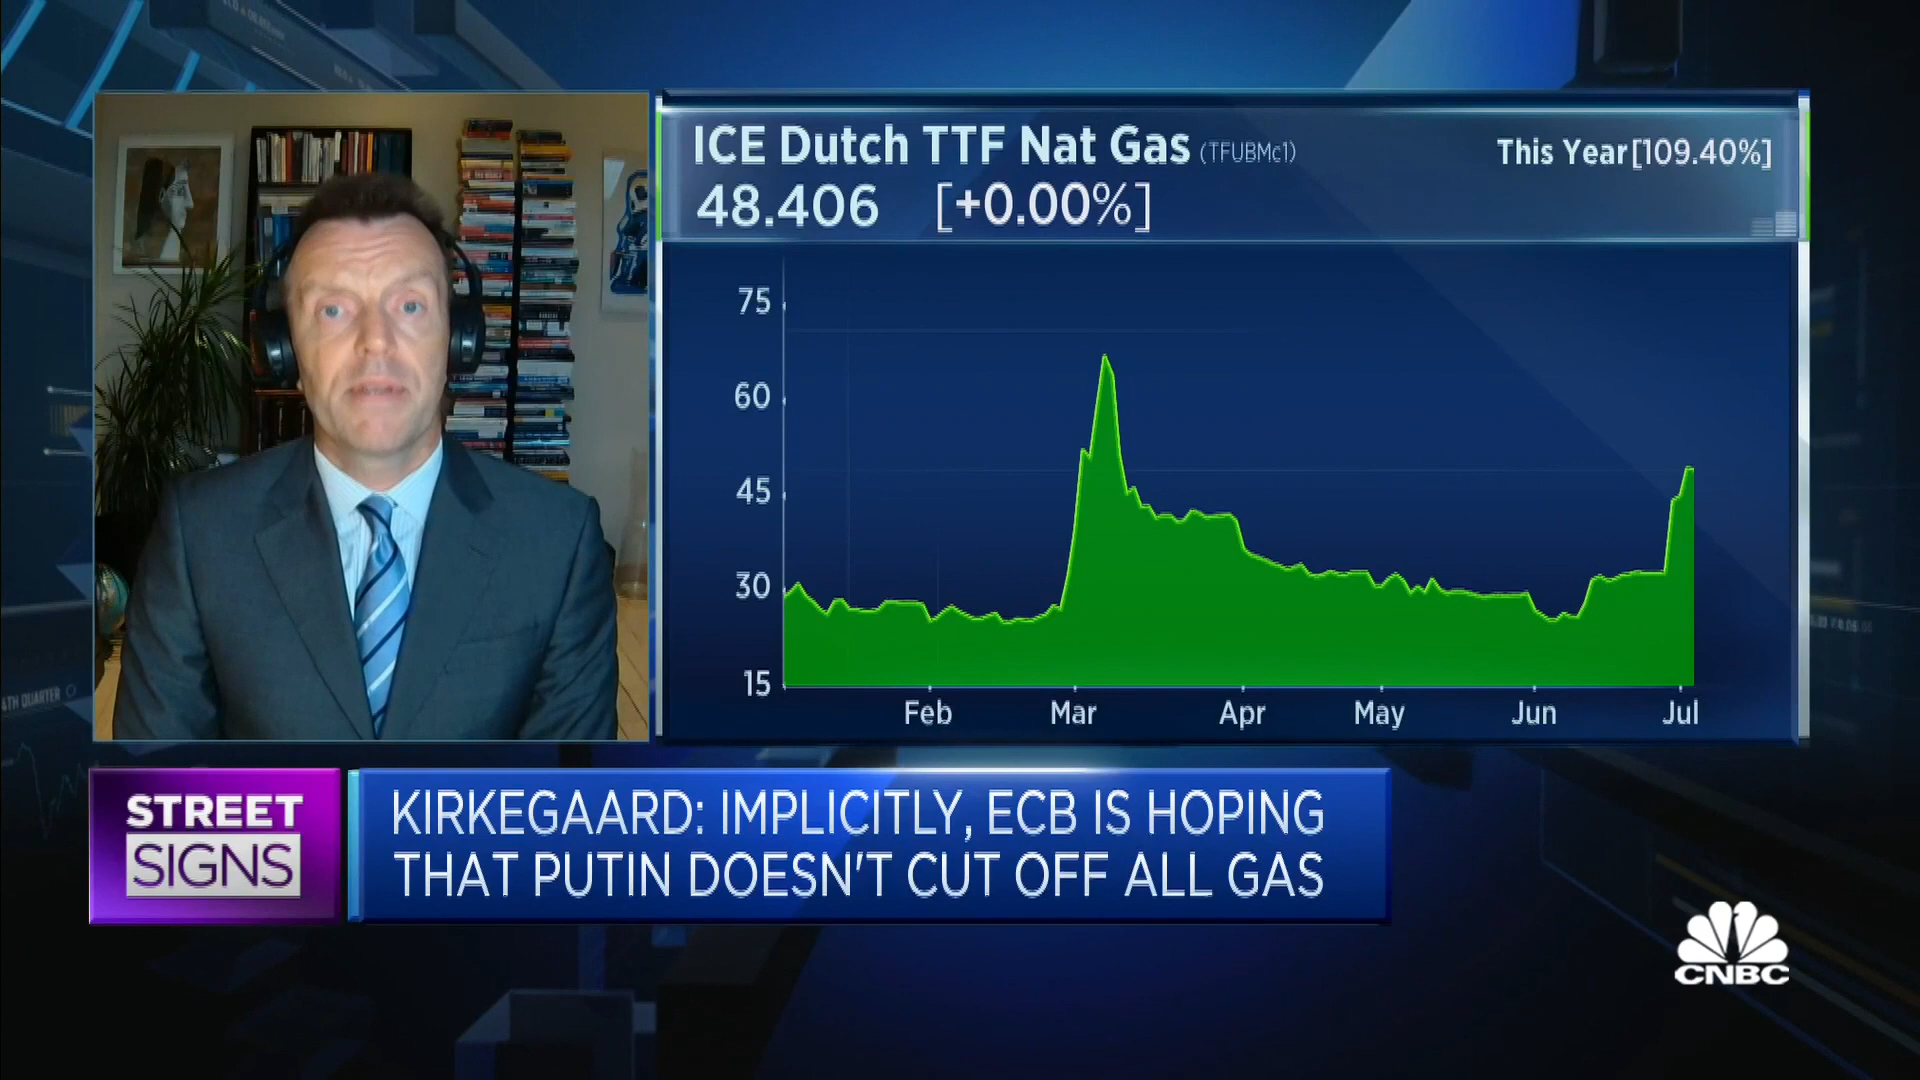 ICE Dutch TTF Nat Gas (TFUBMc1)
This Year[109.40%]
48.406 [+0.00%]
75
60
45
30
15
Feb Mar Apr May Jun Jul
STREET
SIGNS
KIRKEGAARD: IMPLICITLY, ECB IS HOPING
THAT PUTIN DOESN'T CUT OFF ALL GAS
CNBC
4TH QUARTER